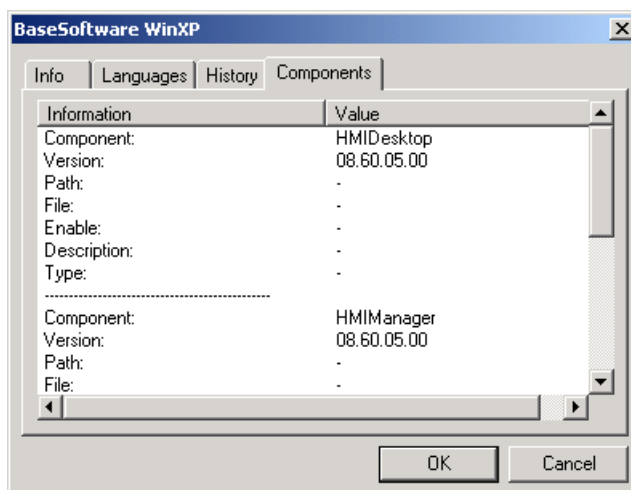 BaseSoftware WinXP
Info Languages History Components
Information Value
Component: HMIDesktop
Version: 08.60.05.00
Path: -
File: -
Enable: -
Description: -
Type: -
-----------------------------------------------
Component: HMIManager
Version: 08.60.05.00
Path: -
File: -
OK Cancel